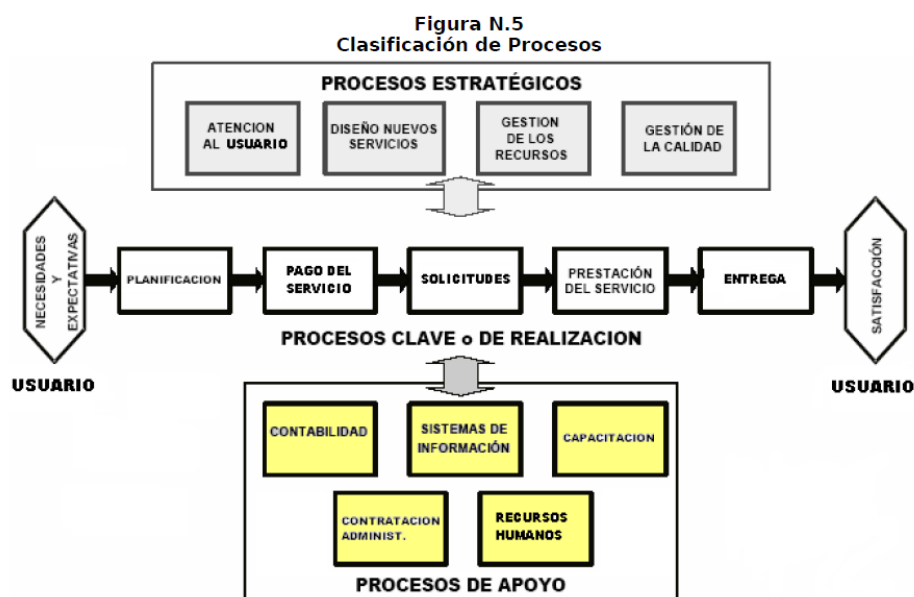 Figura N.5
Clasificación de Procesos
PROCESOS ESTRATÉGICOS
ATENCION
AL USUARIO
DISEÑO NUEVOS
SERVICIOS
GESTION
DE LOS
RECURSOS
GESTIÓN DE
LA CALIDAD
NECESIDADES
Y
EXPECTATIVAS
USUARIO
PLANIFICACION
PAGO DEL
SERVICIO
SOLICITUDES
PRESTACIÓN
DEL SERVICIO
ENTREGA
SATISFACCIÓN
USUARIO
PROCESOS CLAVE o DE REALIZACION
CONTABILIDAD
SISTEMAS DE
INFORMACIÓN
CAPACITACION
CONTRATACION
ADMINIST.
RECURSOS
HUMANOS
PROCESOS DE APOYO